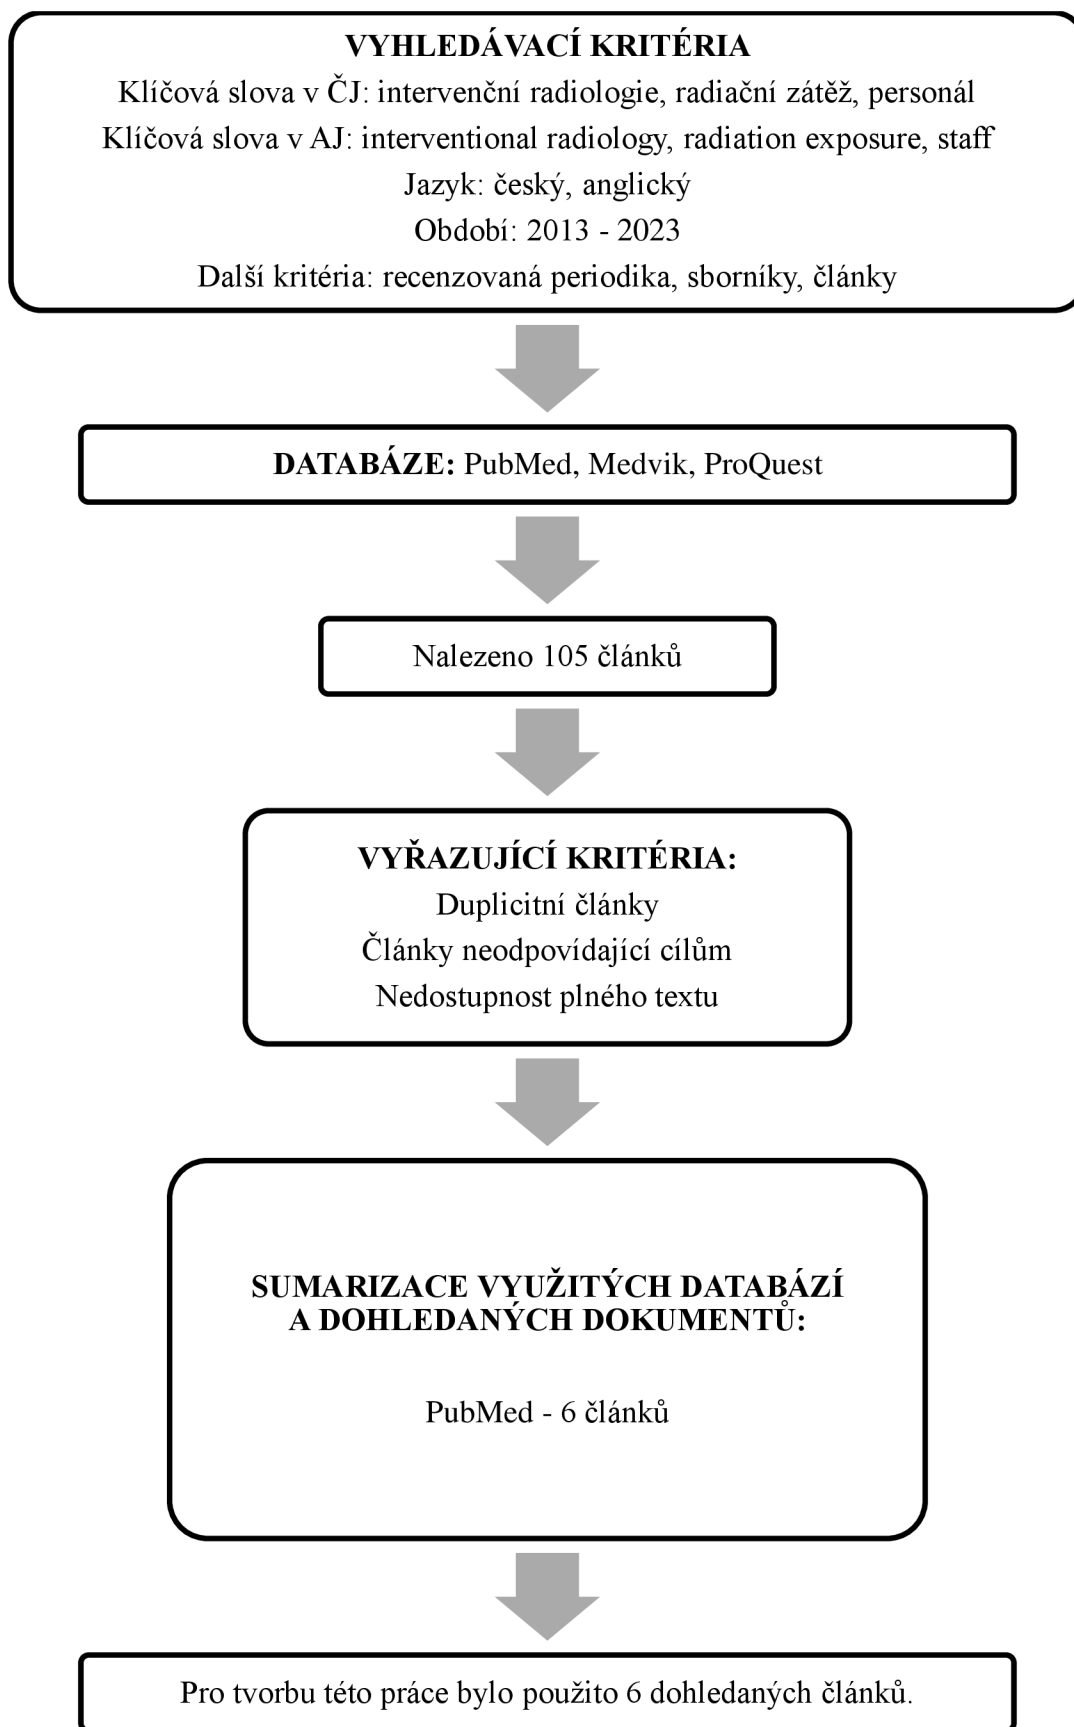 VYHLEDÁVACÍ KRITÉRIA
Klíčová slova v ČJ: intervenční radiologie, radiační zátěž, personál
Klíčová slova v AJ: interventional radiology, radiation exposure, staff
Jazyk: český, anglický
Období: 2013 - 2023
Další kritéria: recenzovaná periodika, sborníky, články
DATABÁZE: PubMed, Medvik, ProQuest
Nalezeno 105 článků
VYŘAZUJÍCÍ KRITÉRIA:
Duplicitní články
Články neodpovídající cílům
Nedostupnost plného textu
SUMARIZACE VYUŽITÝCH DATABÁZÍ
A DOHLEDANÝCH DOKUMENTŮ:
PubMed - 6 článků
Pro tvorbu této práce bylo použito 6 dohledaných článků.